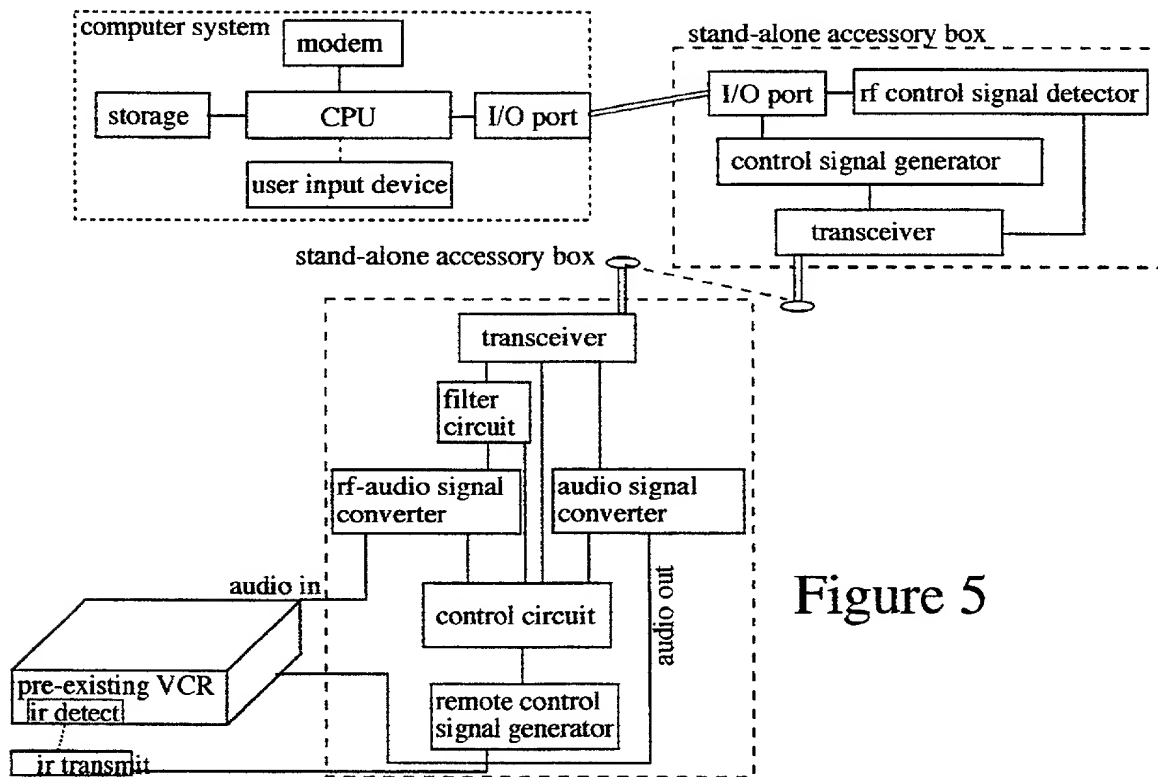 computer system
modem
storage
CPU
I/O port
user input device
stand-alone accessory box
I/O port
rf control signal detector
control signal generator
transceiver
stand-alone accessory box
transceiver
filter
circuit
rf-audio signal
converter
audio signal
converter
audio in
control circuit
audio out
Figure 5
pre-existing VCR
ir detect
remote control
signal generator
ir transmit